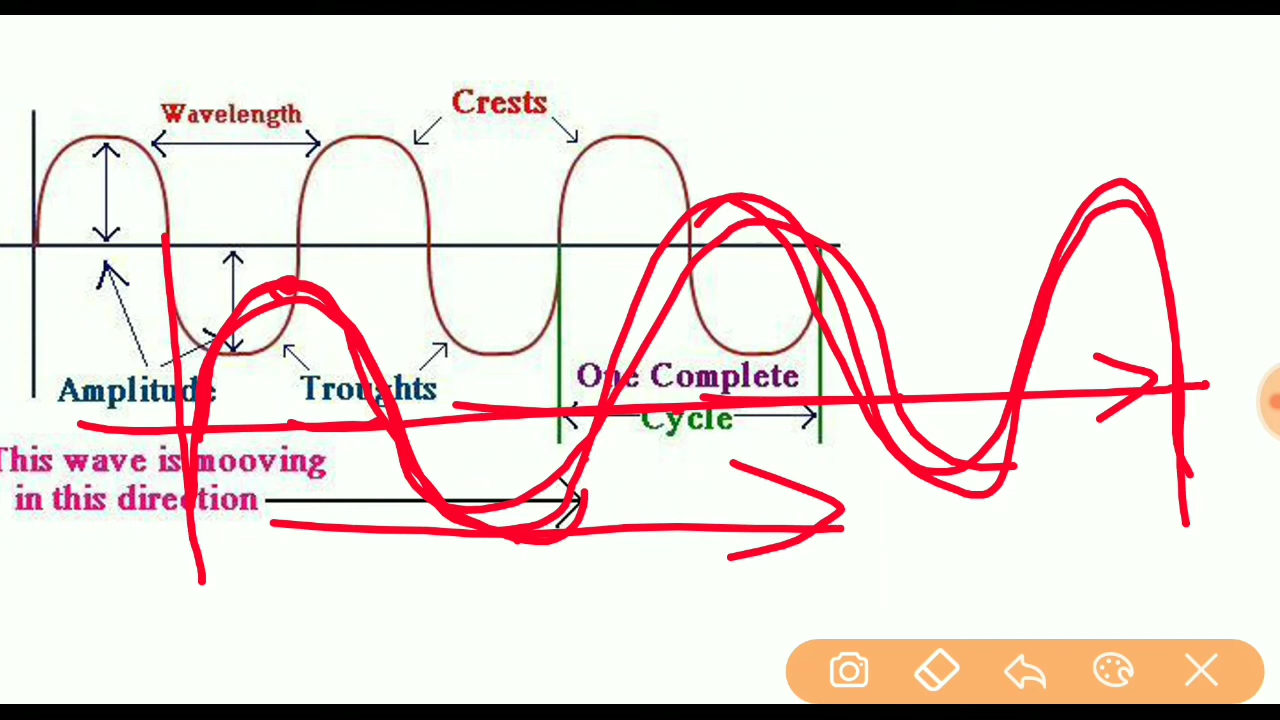 Wavelength
Crests
Amplitude
Troughts
One Complete
Cycle
This wave is mooving
in this direction